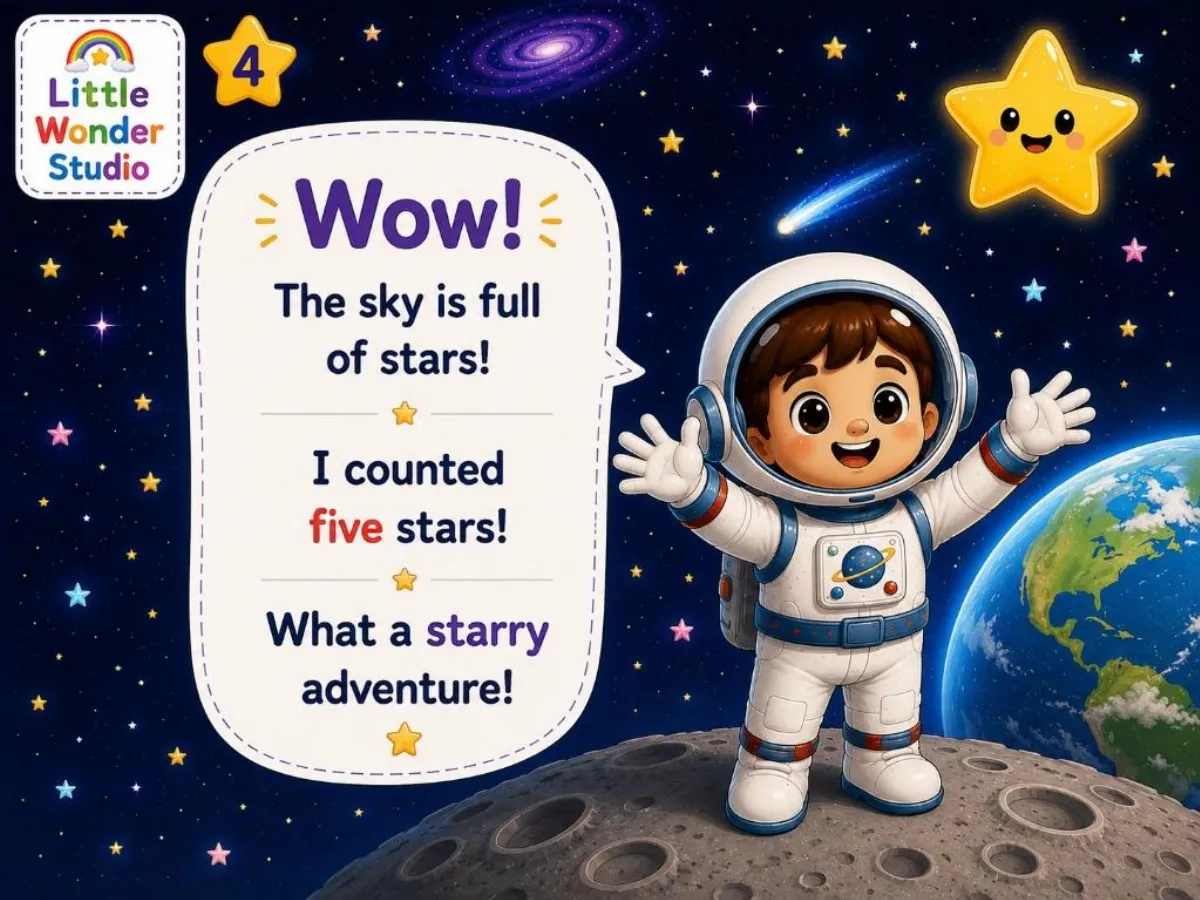 Little
Wonder
Studio
4
Wow!
The sky is full
of stars!
I counted
five stars!
What a starry
adventure!